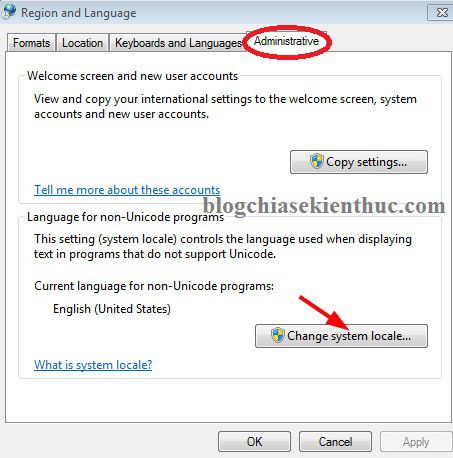 Region and Language
Formats Location Keyboards and Languages Administrative
Welcome screen and new user accounts
View and copy your international settings to the welcome screen, system
accounts and new user accounts.
Copy settings...
Tell me more about these accounts
blogchiasekienthuc.com
Language for non-Unicode programs
This setting (system locale) controls the language used when displaying
text in programs that do not support Unicode.
Current language for non-Unicode programs:
English (United States)
Change system locale...
What is system locale?
OK Cancel Apply